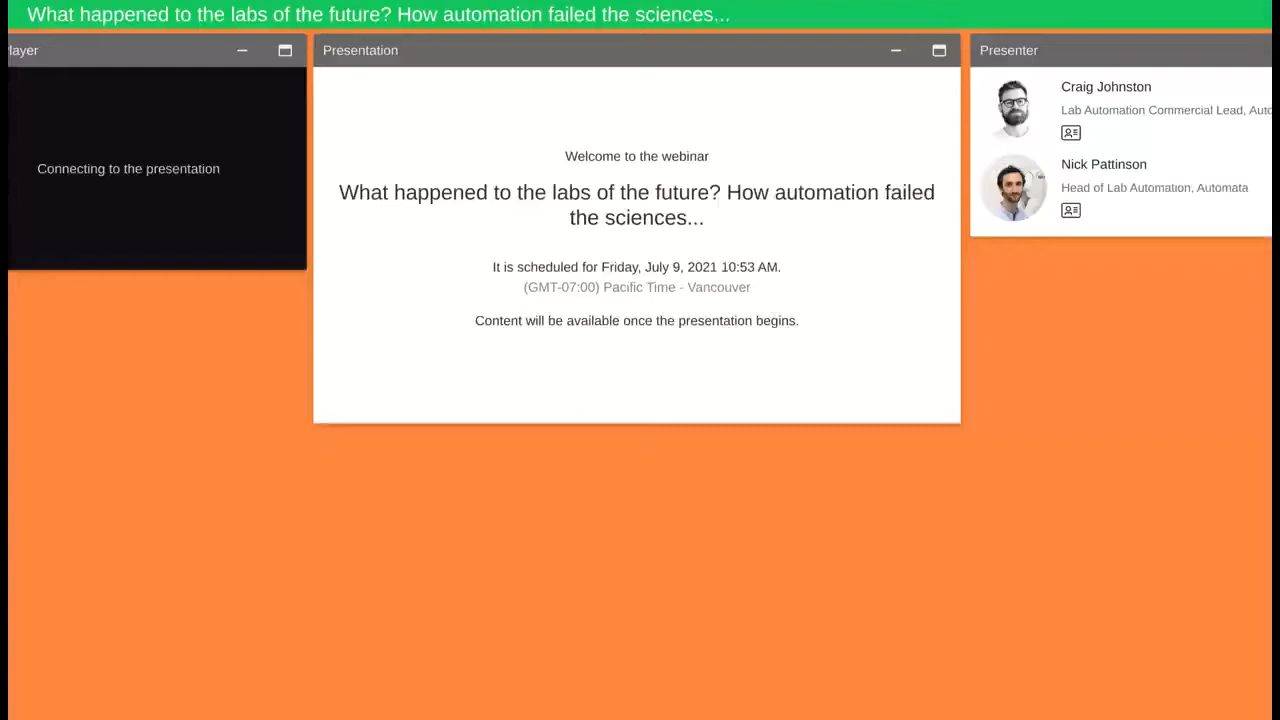 What happened to the labs of the future? How automation failed the sciences...
layer
Presentation
Presenter
Connecting to the presentation
Welcome to the webinar
What happened to the labs of the future? How automation failed
the sciences...
It is scheduled for Friday, July 9, 2021 10:53 AM.
(GMT-07:00) Pacific Time - Vancouver
Content will be available once the presentation begins.
Craig Johnston
Lab Automation Commercial Lead, Auto
Nick Pattinson
Head of Lab Automation, Automata